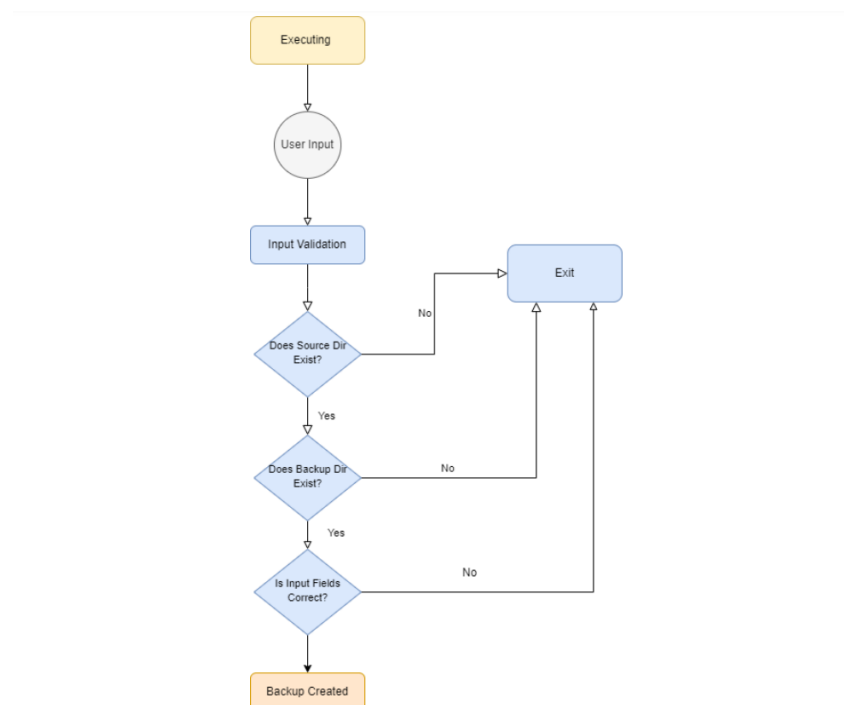 Executing
User Input
Input Validation
Exit
No
Does Source Dir
Exist?
Yes
Does Backup Dir
Exist?
No
Yes
Is Input Fields
Correct?
No
Backup Created